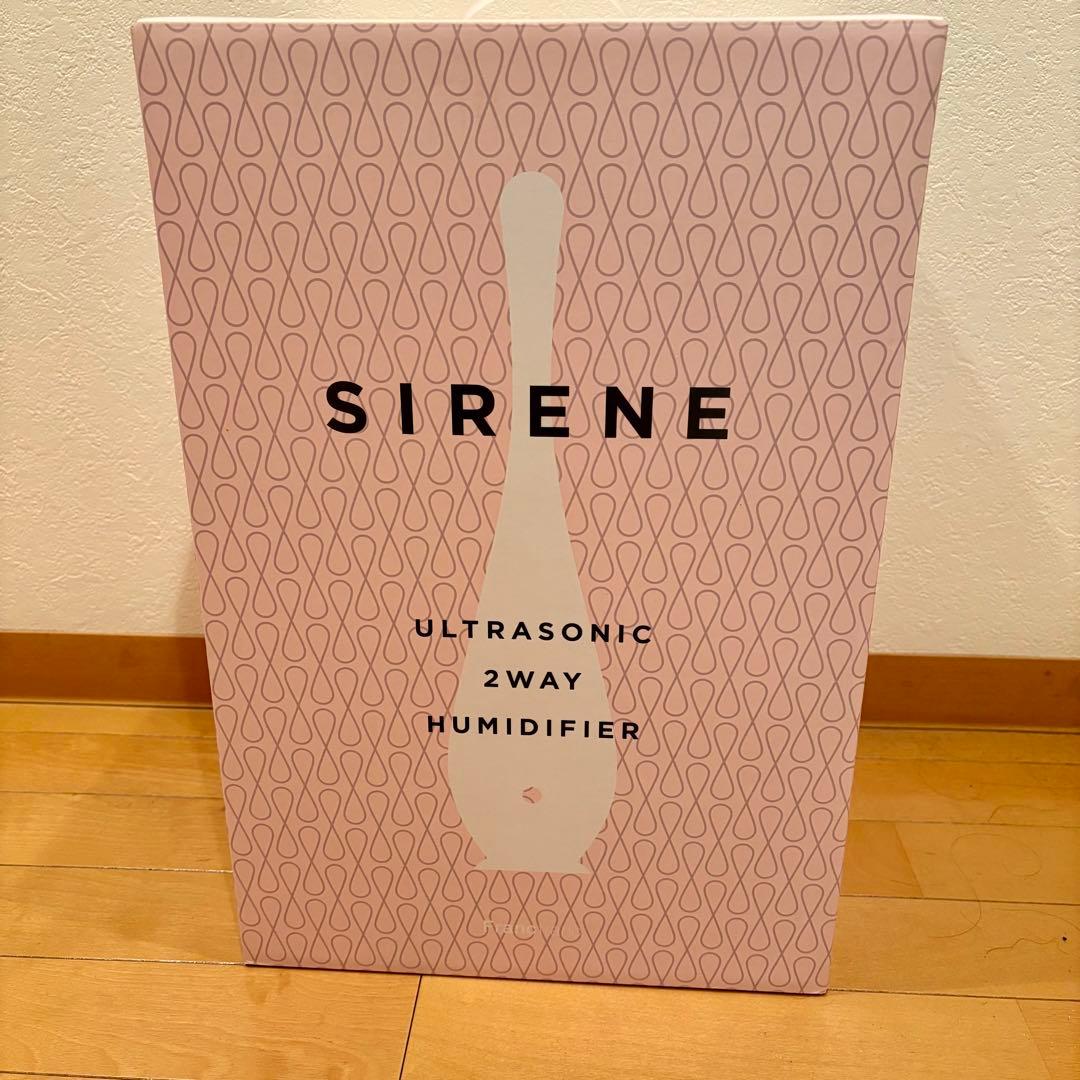 SIRENE
ULTRASONIC
2WAY
HUMIDIFIER